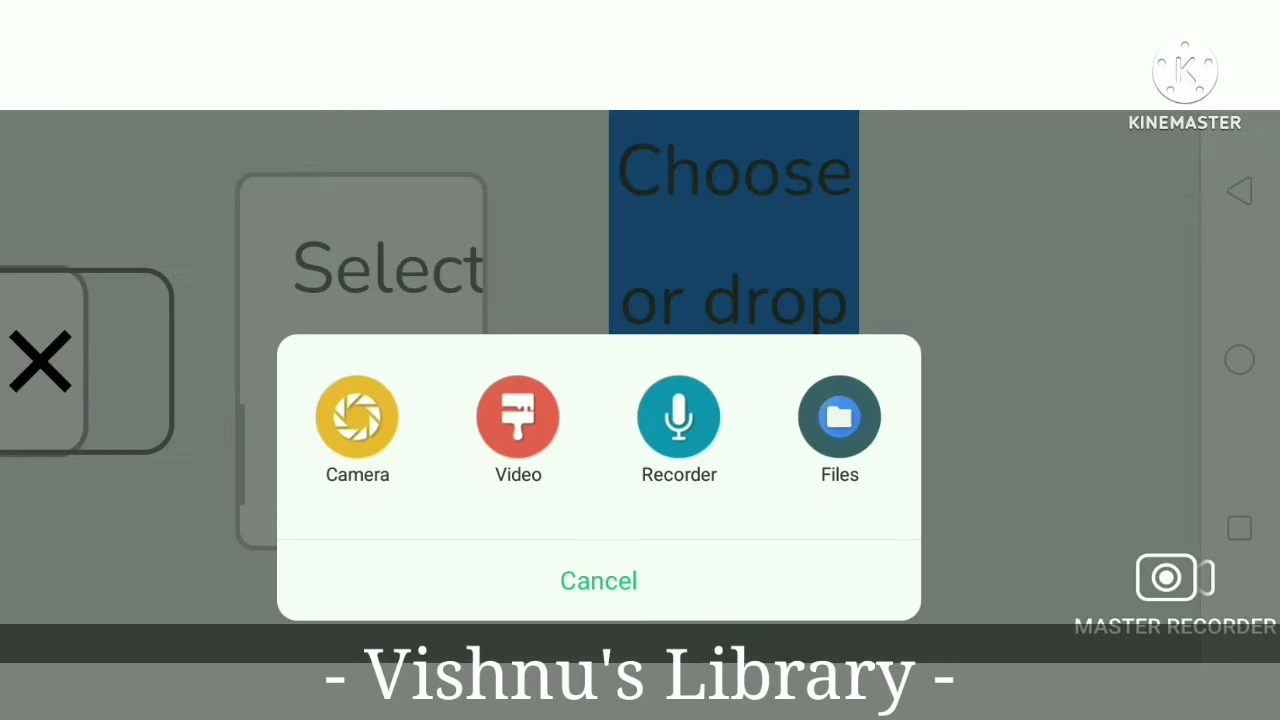 KINEMASTER
Choose
or drop
Select
Camera Video Recorder Files
Cancel
MASTER RECORDER
- Vishnu's Library -